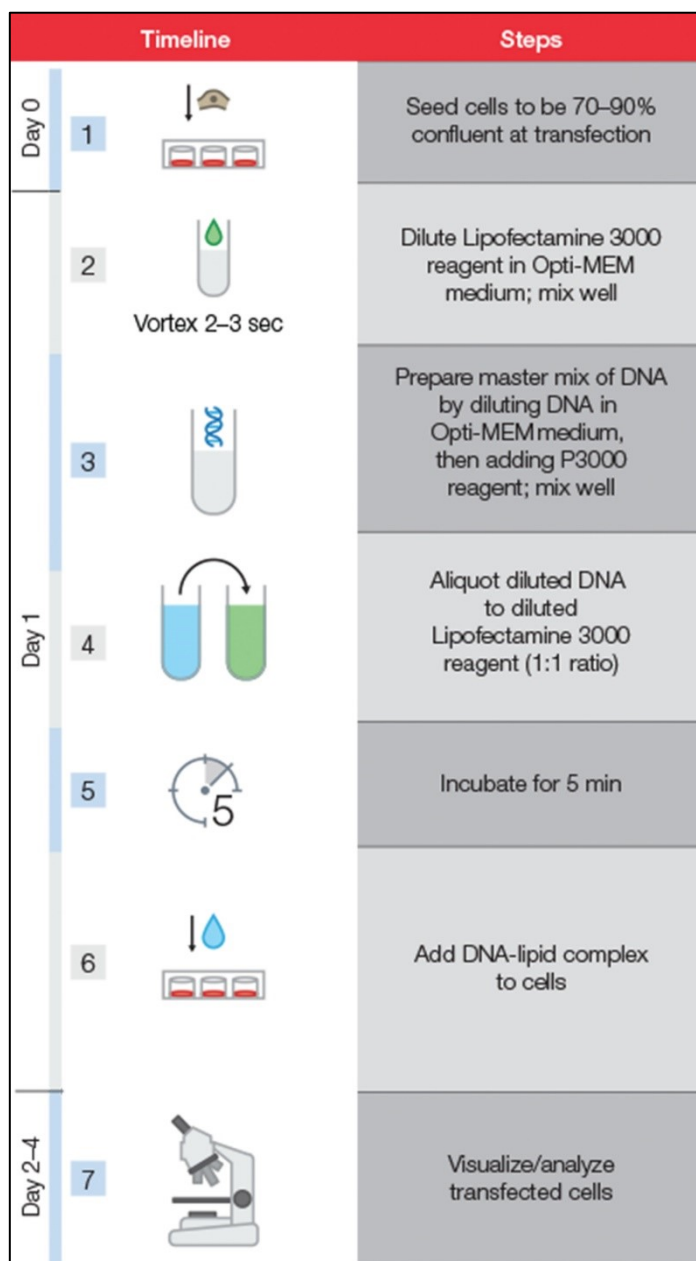 Timeline
Steps
Day 0
1
Seed cells to be 70–90%
confluent at transfection
Day 1
2
Vortex 2–3 sec
Dilute Lipofectamine 3000
reagent in Opti-MEM
medium; mix well
3
Prepare master mix of DNA
by diluting DNA in
Opti-MEM medium,
then adding P3000
reagent; mix well
4
Aliquot diluted DNA
to diluted
Lipofectamine 3000
reagent (1:1 ratio)
5
5
Incubate for 5 min
6
Add DNA-lipid complex
to cells
Day 2–4
7
Visualize/analyze
transfected cells